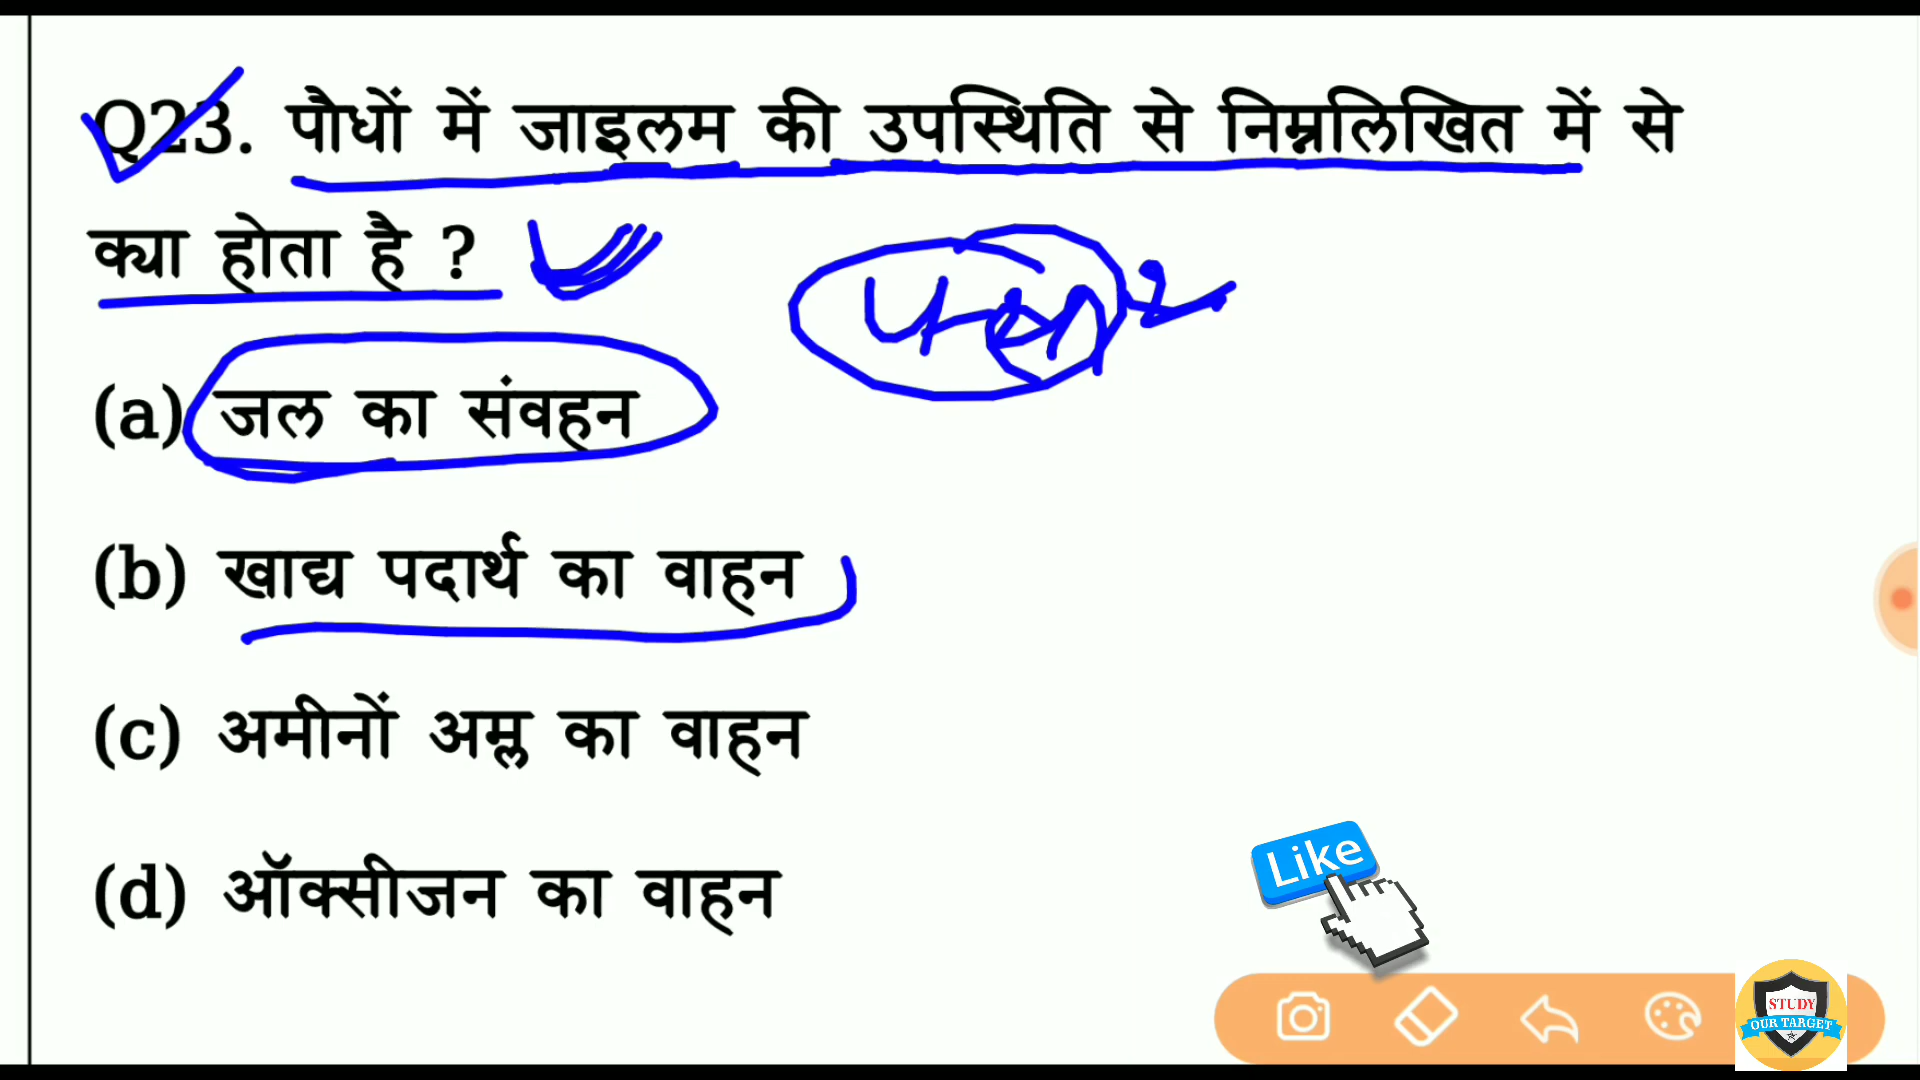 Q23. पौधों में जाइलम की उपस्थिति से निम्नलिखित में से
क्या होता है ?
(a) जल का संवहन
(b) खाद्य पदार्थ का वाहन
(c) अमीनों अम्ल का वाहन
(d) ऑक्सीजन का वाहन
Like
STUDY
OUR TARGET